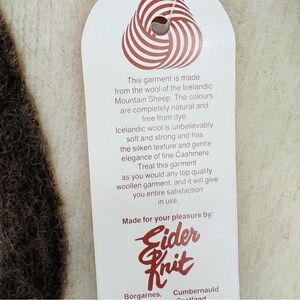 This garment is made
from the wool of the Icelandic
Mountain Sheep. The colours
are completely natural and
free from dye.
Icelandic wool is unbelievably
soft and strong and has
the silken texture and gentle
elegance of fine Cashmere.
Treat this garment
as you would any top quality
woollen garment, and it will give
you entire satisfaction
in use.
Made for your pleasure by:
Eider
Knit
Borgarnes, Cumbernauld
Scotland